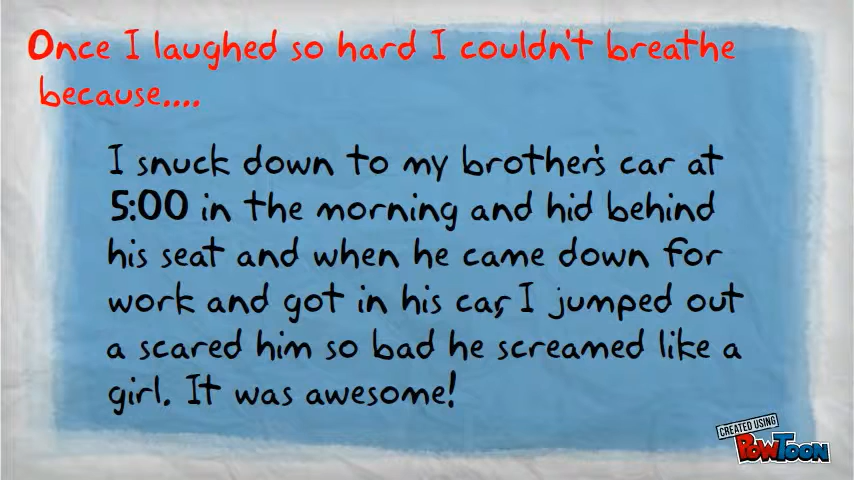 Once I laughed so hard I couldn't breathe
because....
I snuck down to my brother's car at
5:00 in the morning and hid behind
his seat and when he came down for
work and got in his car, I jumped out
a scared him so bad he screamed like a
girl. It was awesome!
CREATED USING
POWTOON